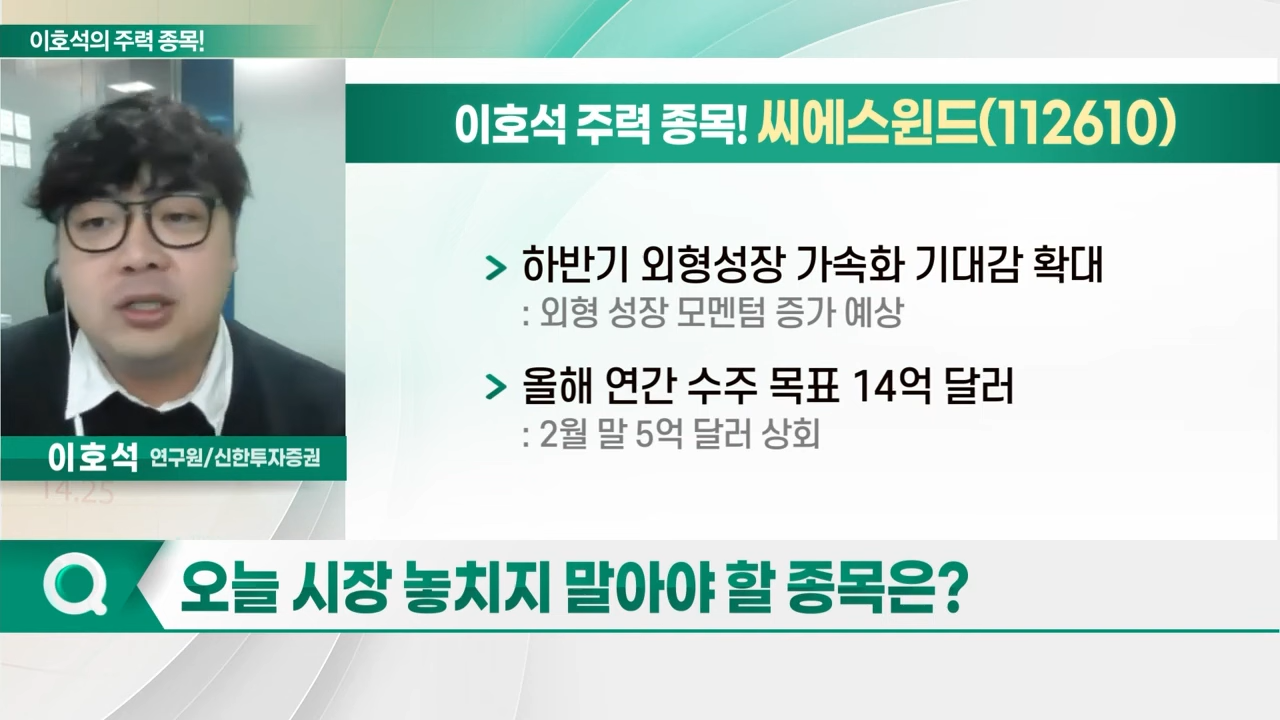 이호석의 주력 종목!
이호석 주력 종목! 씨에스윈드(112610)
하반기 외형성장 가속화 기대감 확대
: 외형 성장 모멘텀 증가 예상
올해 연간 수주 목표 14억 달러
: 2월 말 5억 달러 상회
이호석 연구원/신한투자증권
14.25
Q 오늘 시장 놓치지 말아야 할 종목은?